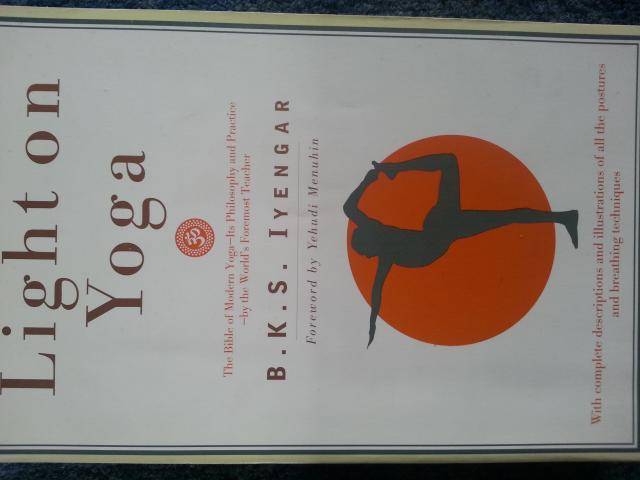 Light on
Yoga
ॐ
The Bible of Modern Yoga—Its Philosophy and Practice
—by the World's Foremost Teacher
B.K.S. IYENGAR
Foreword by Yehudi Menuhin
With complete descriptions and illustrations of all the postures
and breathing techniques